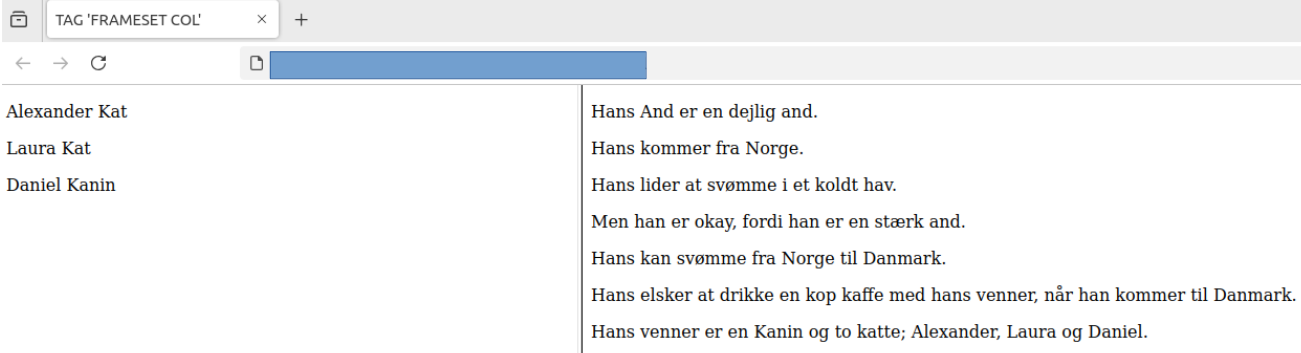 TAG 'FRAMESET COL'
Alexander Kat
Laura Kat
Daniel Kanin
Hans And er en dejlig and.
Hans kommer fra Norge.
Hans lider at svømme i et koldt hav.
Men han er okay, fordi han er en stærk and.
Hans kan svømme fra Norge til Danmark.
Hans elsker at drikke en kop kaffe med hans venner, når han kommer til Danmark.
Hans venner er en Kanin og to katte; Alexander, Laura og Daniel.